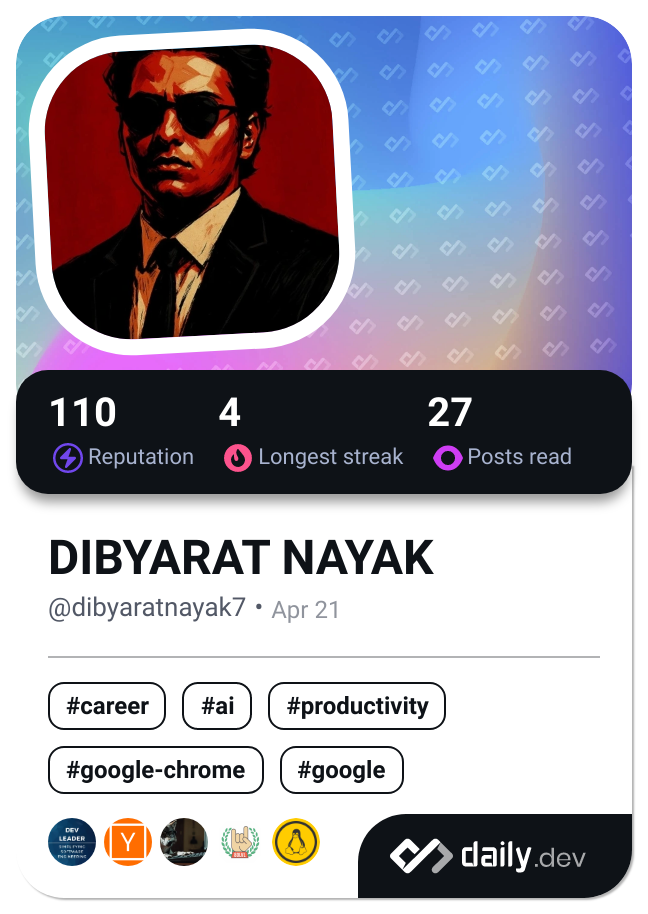 110 4 27
Reputation Longest streak Posts read
DIBYARAT NAYAK
@dibyaratnayak7 • Apr 21
#career #ai #productivity
#google-chrome #google
DEV
LEADER
Y
daily.dev